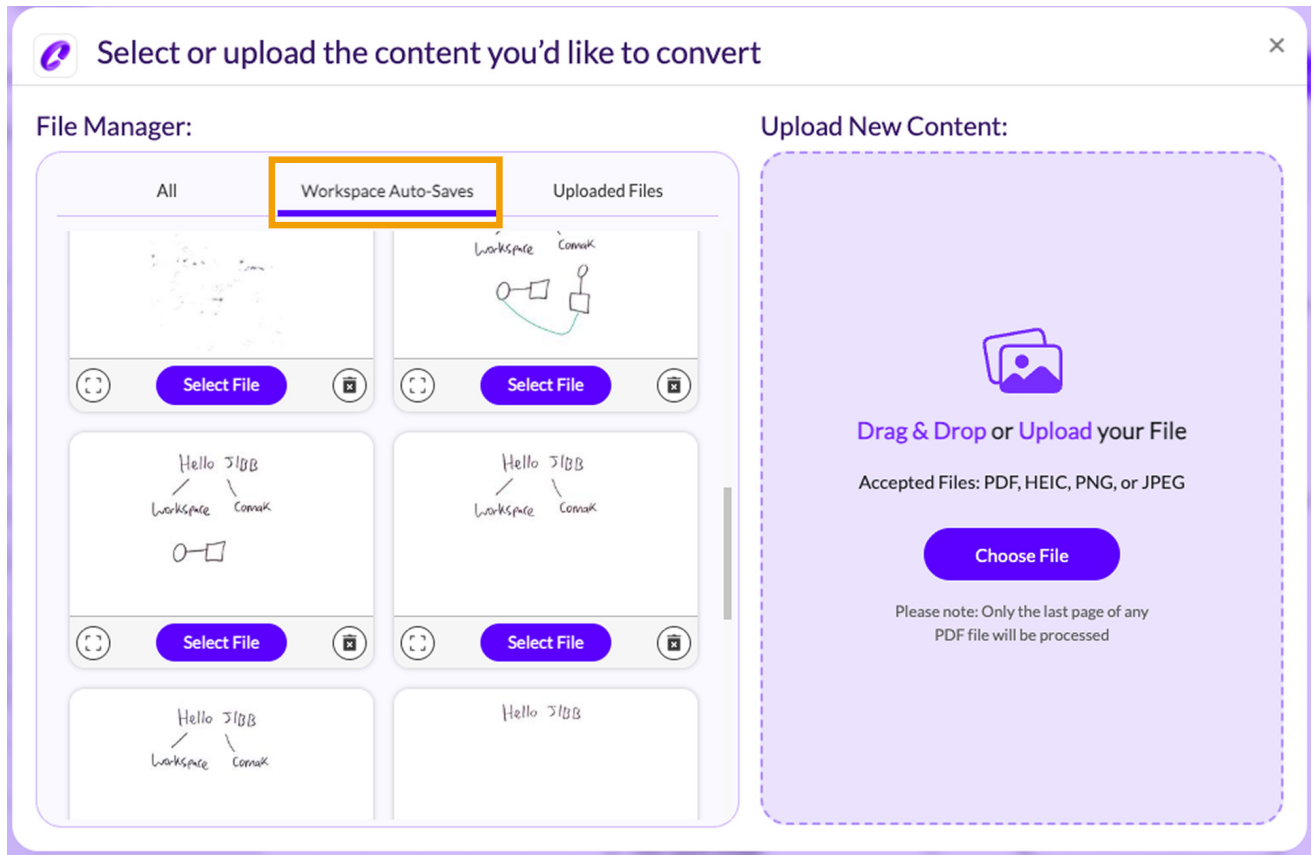 Select or upload the content you’d like to convert
File Manager:
All
Workspace Auto-Saves
Uploaded Files
Workspace Comak
Select File
Select File
Hello JIBB
Workspace Comak
Select File
Hello JIBB
Workspace Comak
Select File
Hello JIBB
Workspace Comak
Hello JIBB
Upload New Content:
Drag & Drop or Upload your File
Accepted Files: PDF, HEIC, PNG, or JPEG
Choose File
Please note: Only the last page of any
PDF file will be processed